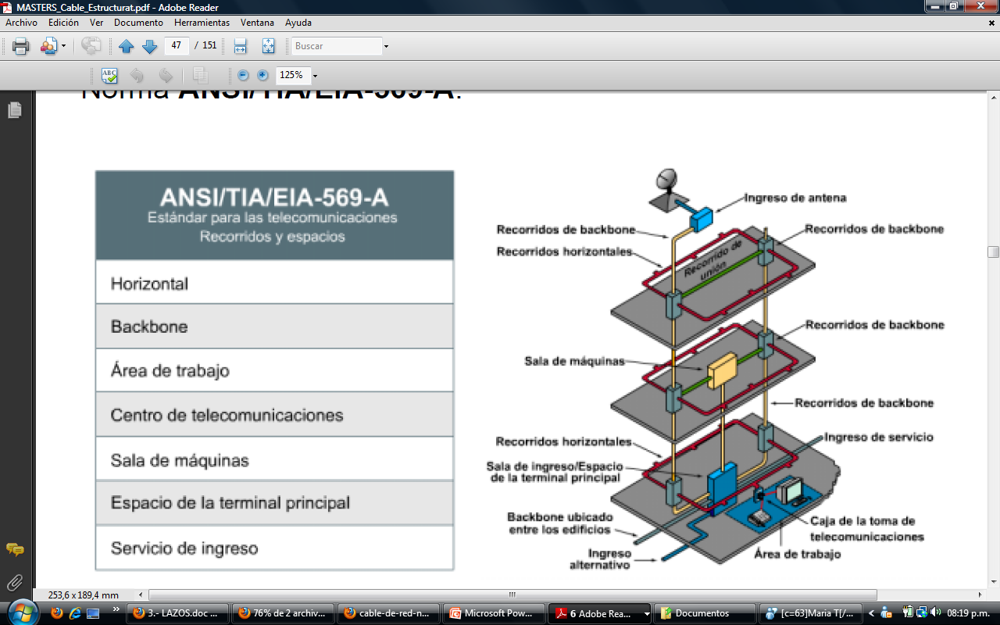 MASTERS_Cable_Estructurat.pdf - Adobe Reader
Archivo Edición Ver Documento Herramientas Ventana Ayuda
47 / 151 Buscar
ABC 125%
Norma ANSI/TIA/EIA-569-A.
ANSI/TIA/EIA-569-A
Estándar para las telecomunicaciones
Recorridos y espacios
Horizontal
Backbone
Área de trabajo
Centro de telecomunicaciones
Sala de máquinas
Espacio de la terminal principal
Servicio de ingreso
Ingreso de antena
Recorridos de backbone
Recorridos de backbone
Recorridos horizontales
Recorrido de
unión
Recorridos de backbone
Sala de máquinas
Recorridos de backbone
Ingreso de servicio
Recorridos horizontales
Sala de ingreso/Espacio
de la terminal principal
Backbone ubicado
entre los edificios
Caja de la toma de
telecomunicaciones
Ingreso
alternativo
Área de trabajo
253,6 x 189,4 mm
3.- LAZOS.doc ... 76% de 2 archiv... cable-de-red-n... Microsoft Pow... 6 Adobe Rea... Documentos [c=63]Maria T[/... 08:19 p.m.